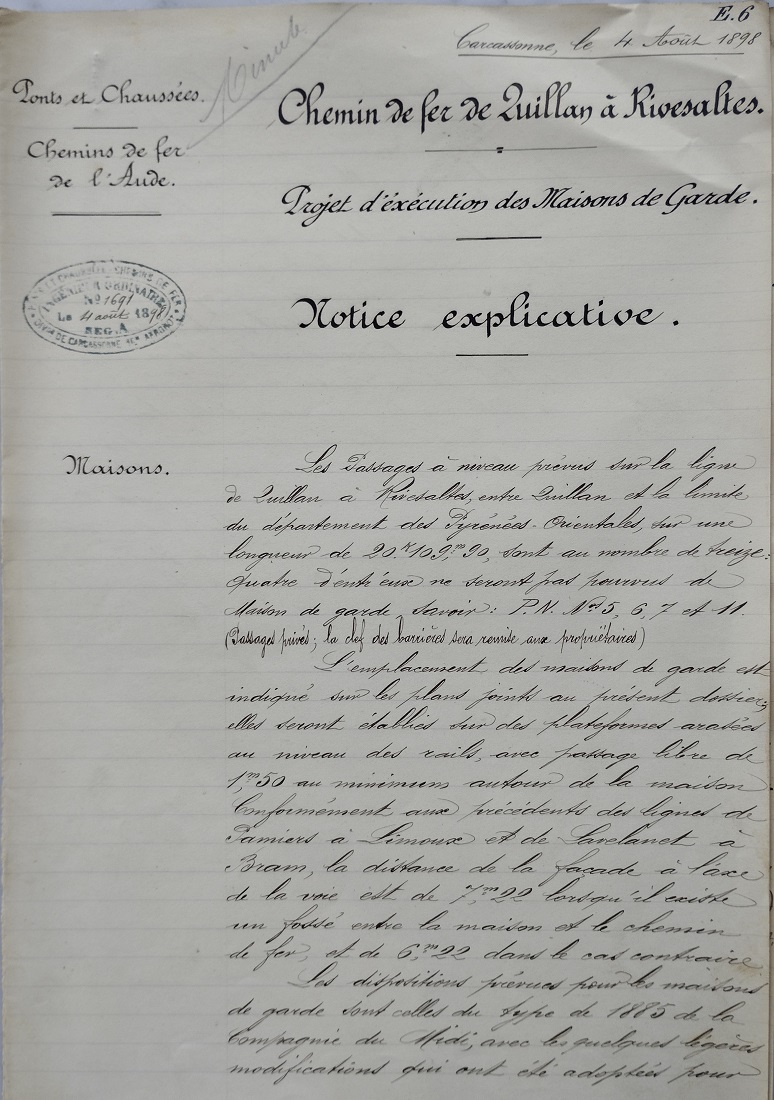 E.6
Carcassonne, le 4 Août 1898
Minute
Ponts et Chaussées.
Chemins de fer
de l'Aude.
Chemin de fer de Quillan à Rivesaltes.
Projet d'éxécution des Maisons de Garde.
INGÉNIEUR ORDINAIRE
No 1691
Le 4 août 1898
REG. A
Notice explicative.
Maisons.
Les Passages à niveau prévus sur la ligne
de Quillan à Rivesaltes, entre Quillan et la limite
du département des Pyrénées-Orientales, sur une
longueur de 20.K109,m90, sont au nombre de treize:
quatre d'entr'eux ne seront pas pourvus de
Maison de garde, Savoir: P.N. Nos 5, 6, 7 et 11.
(Passages privés; la clef des barrières sera remise aux propriétaires)
L'emplacement des maisons de garde est
indiqué sur les plans joints au présent dossier;
elles seront établies sur des plateformes arasées
au niveau des rails, avec passage libre de
1,m50 au minimum autour de la maison
Conformément aux précédents des lignes de
Pamiers à Limoux et de Lavelanet à
Bram, la distance de la façade à l'axe
de la voie est de 7,m22 lorsqu'il existe
un fossé entre la maison et le chemin
de fer, et de 6,m22 dans le cas contraire
Les dispositions prévues pour les maisons
de garde sont celles du type de 1885 de la
Compagnie du Midi, avec les quelques légères
modifications qui ont été adoptées pour